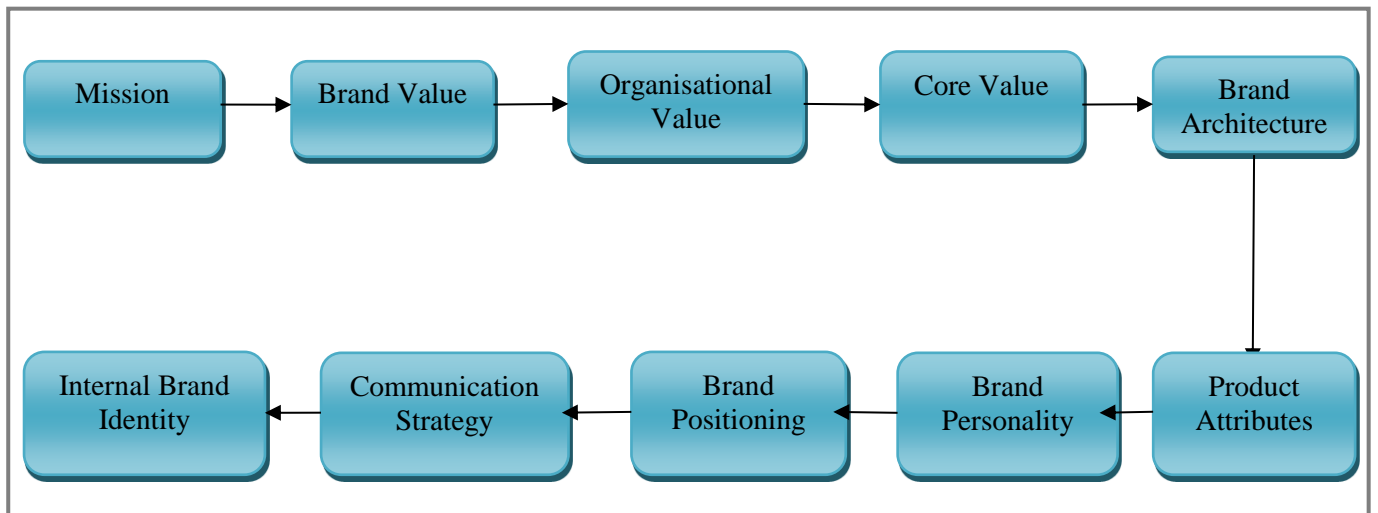 Mission
Brand Value
Organisational
Value
Core Value
Brand
Architecture
Product
Attributes
Brand
Personality
Brand
Positioning
Communication
Strategy
Internal Brand
Identity